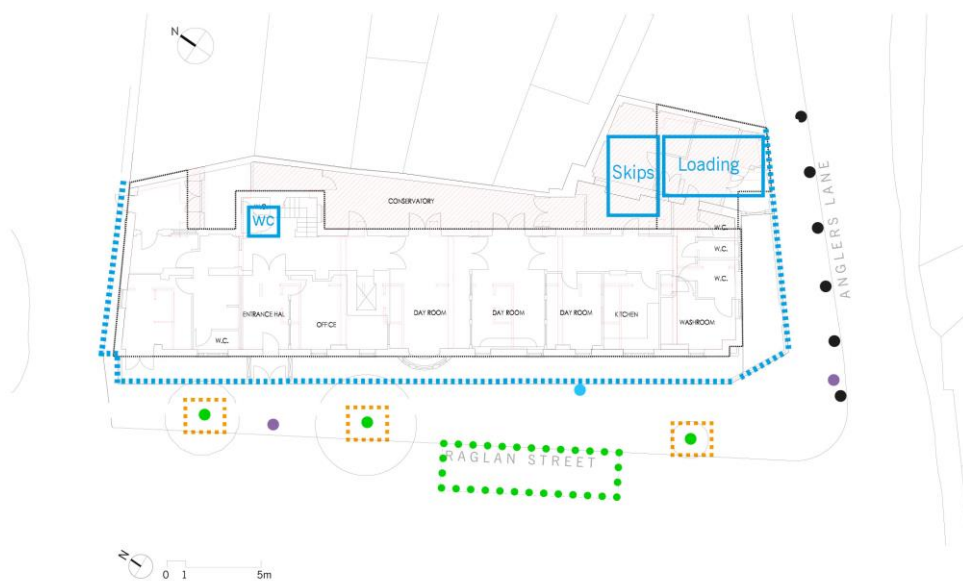 N
Skips
Loading
CONSERVATORY
W.C.
wc
W.C.
W.C.
W.C.
ENTRANCE HAL
OFFICE
DAY ROOM
DAY ROOM
DAY ROOM
KITCHEN
WASHROOM
W.C.
ANGLERS LANE
RAGLAN STREET
N
0 1 5m